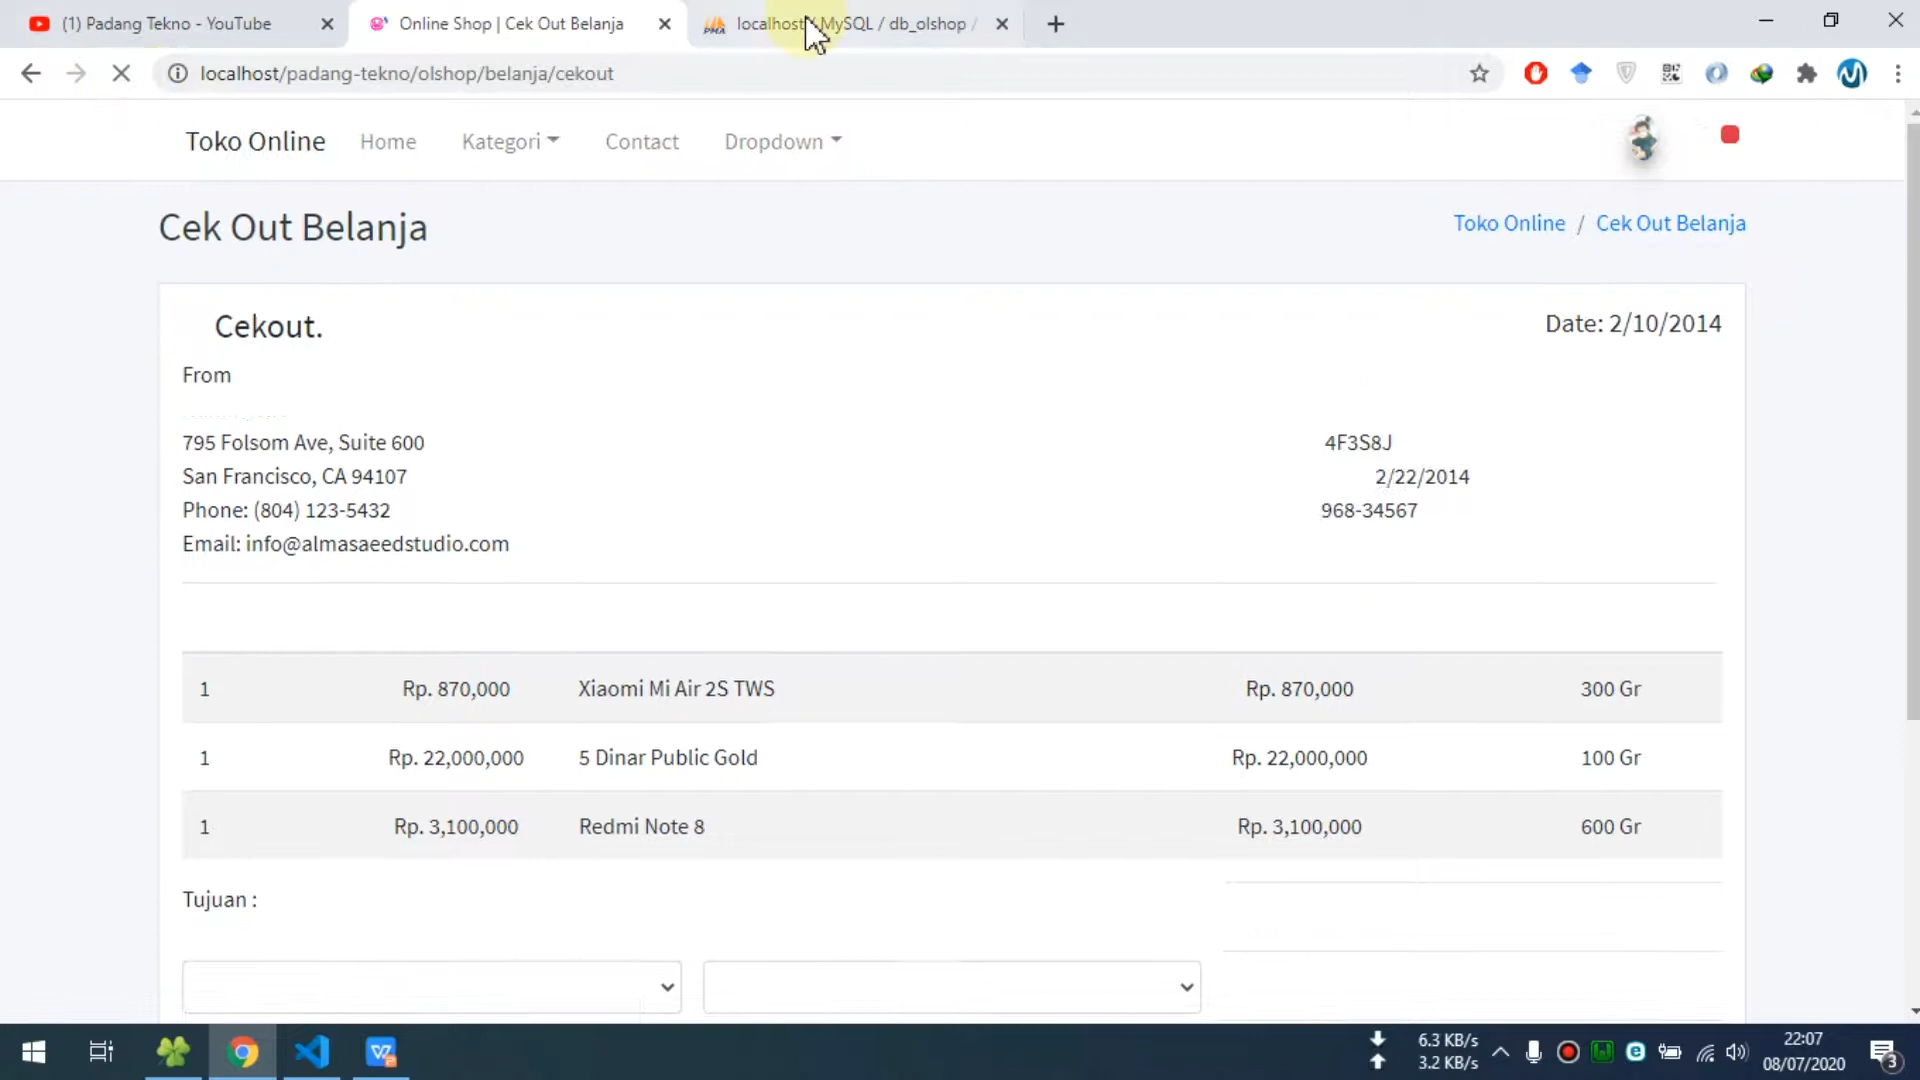 (1) Padang Tekno - YouTube
Online Shop | Cek Out Belanja
localhost / MySQL / db_olshop /
localhost/padang-tekno/olshop/belanja/cekout
Toko Online
Home
Kategori
Contact
Dropdown
Cek Out Belanja
Toko Online / Cek Out Belanja
Cekout.
Date: 2/10/2014
From
795 Folsom Ave, Suite 600
4F3S8J
San Francisco, CA 94107
2/22/2014
Phone: (804) 123-5432
968-34567
Email: info@almasaeedstudio.com
1 Rp. 870,000 Xiaomi Mi Air 2S TWS Rp. 870,000 300 Gr
1 Rp. 22,000,000 5 Dinar Public Gold Rp. 22,000,000 100 Gr
1 Rp. 3,100,000 Redmi Note 8 Rp. 3,100,000 600 Gr
Tujuan :
6.3 KB/s
3.2 KB/s
22:07
08/07/2020
3